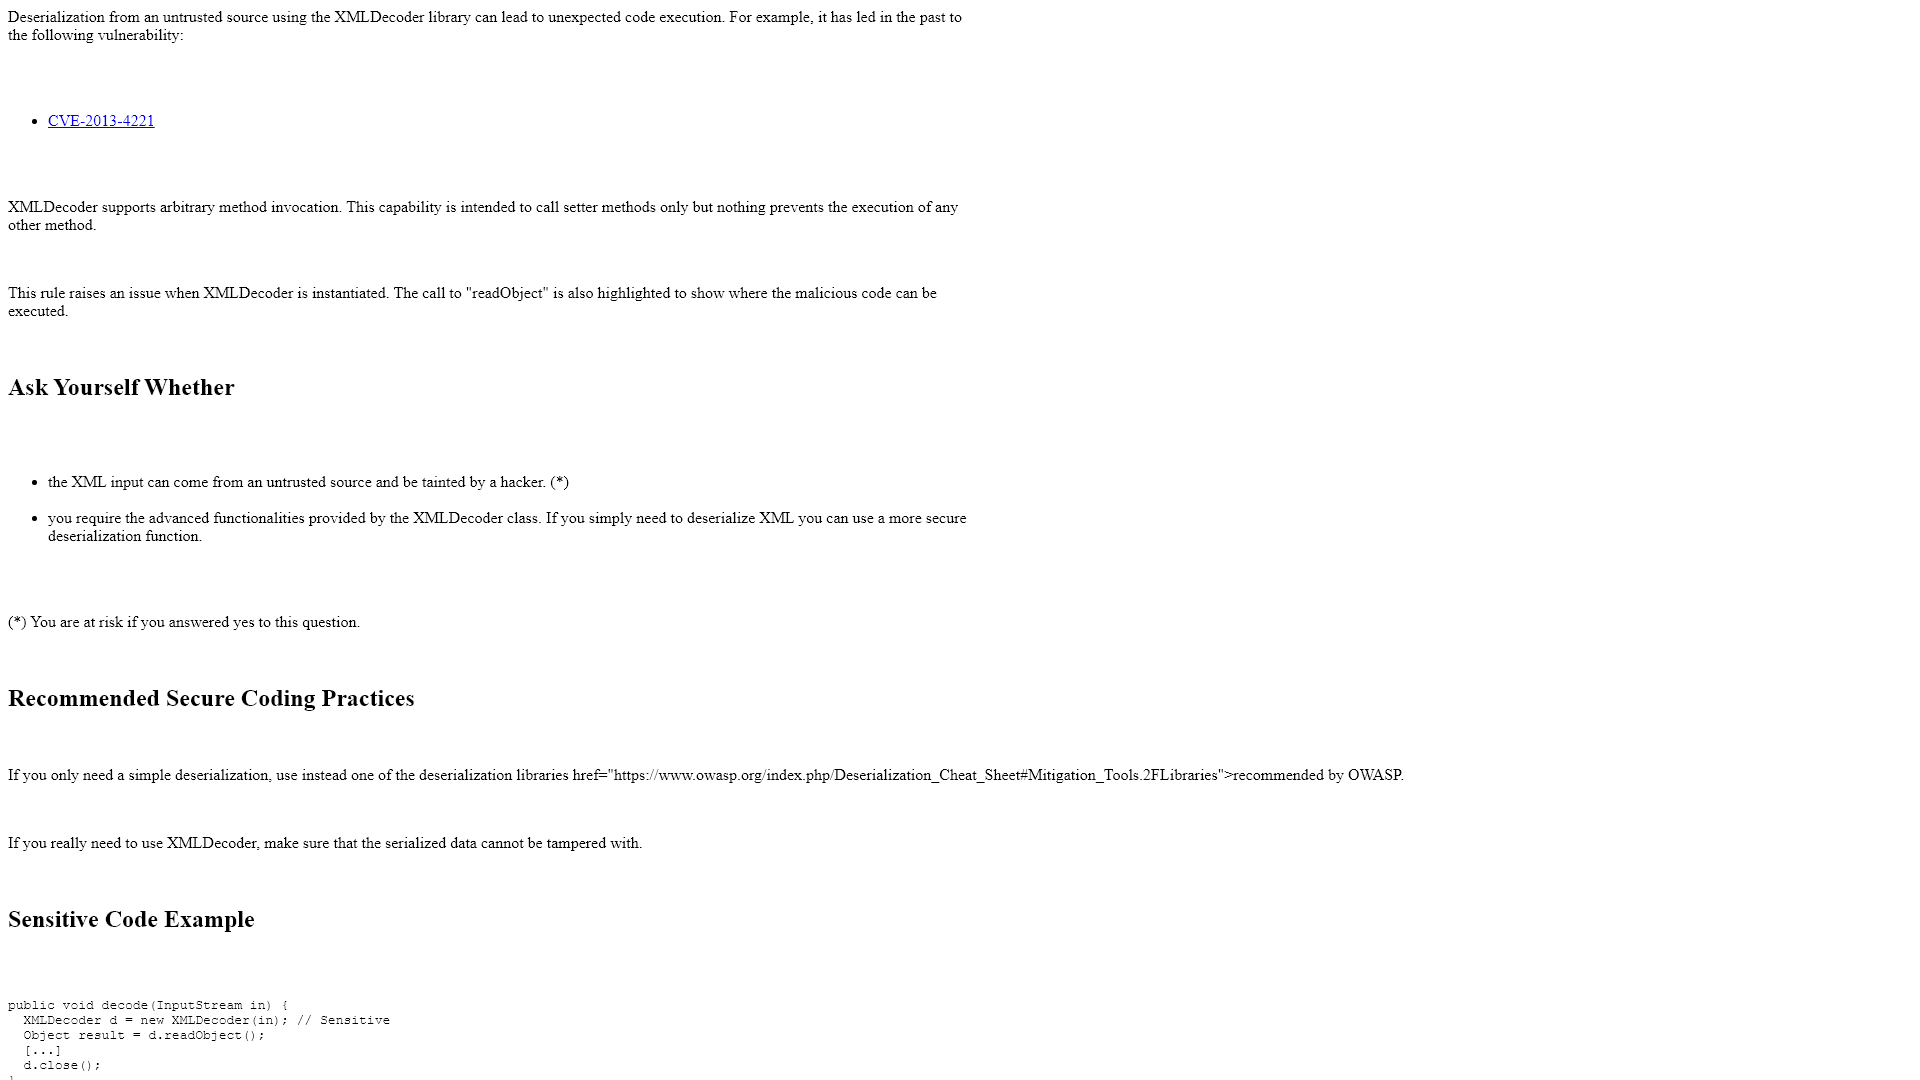 Deserialization from an untrusted source using the XMLDecoder library can lead to unexpected code execution. For example, it has led in the past to
the following vulnerability:
• CVE-2013-4221
XMLDecoder supports arbitrary method invocation. This capability is intended to call setter methods only but nothing prevents the execution of any
other method.
This rule raises an issue when XMLDecoder is instantiated. The call to "readObject" is also highlighted to show where the malicious code can be
executed.
Ask Yourself Whether
• the XML input can come from an untrusted source and be tainted by a hacker. (*)
• you require the advanced functionalities provided by the XMLDecoder class. If you simply need to deserialize XML you can use a more secure
deserialization function.
(*) You are at risk if you answered yes to this question.
Recommended Secure Coding Practices
If you only need a simple deserialization, use instead one of the deserialization libraries href="https://www.owasp.org/index.php/Deserialization_Cheat_Sheet#Mitigation_Tools.2FLibraries">recommended by OWASP.
If you really need to use XMLDecoder, make sure that the serialized data cannot be tampered with.
Sensitive Code Example
public void decode(InputStream in) {
  XMLDecoder d = new XMLDecoder(in); // Sensitive
  Object result = d.readObject();
  [...]
  d.close();